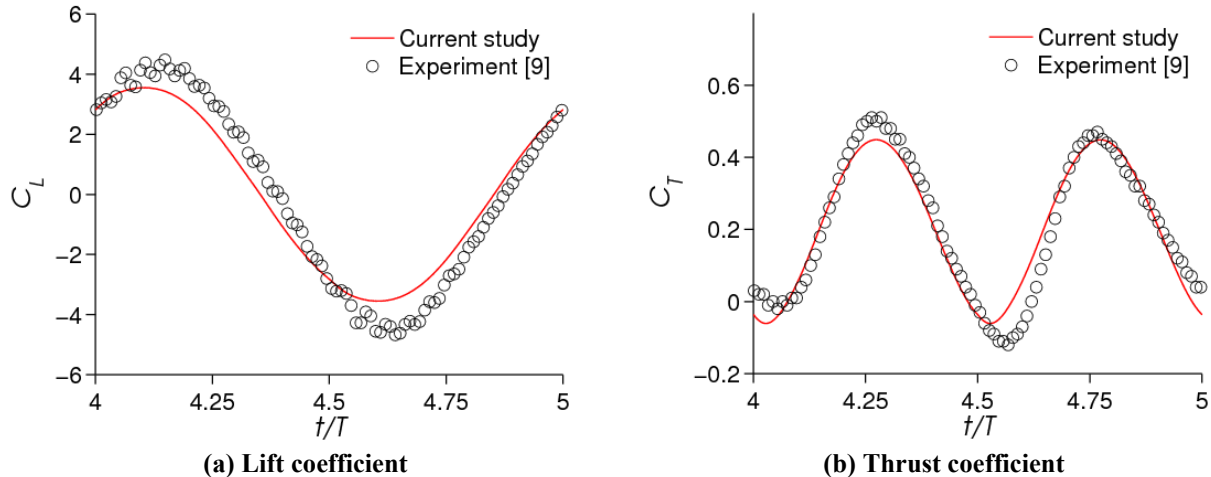 6
4
2
0
−2
−4
−6
C_L
4
4.25
4.5
4.75
5
t/T
Current study
Experiment [9]
(a) Lift coefficient
0.6
0.4
0.2
0
−0.2
C_T
4
4.25
4.5
4.75
5
t/T
Current study
Experiment [9]
(b) Thrust coefficient